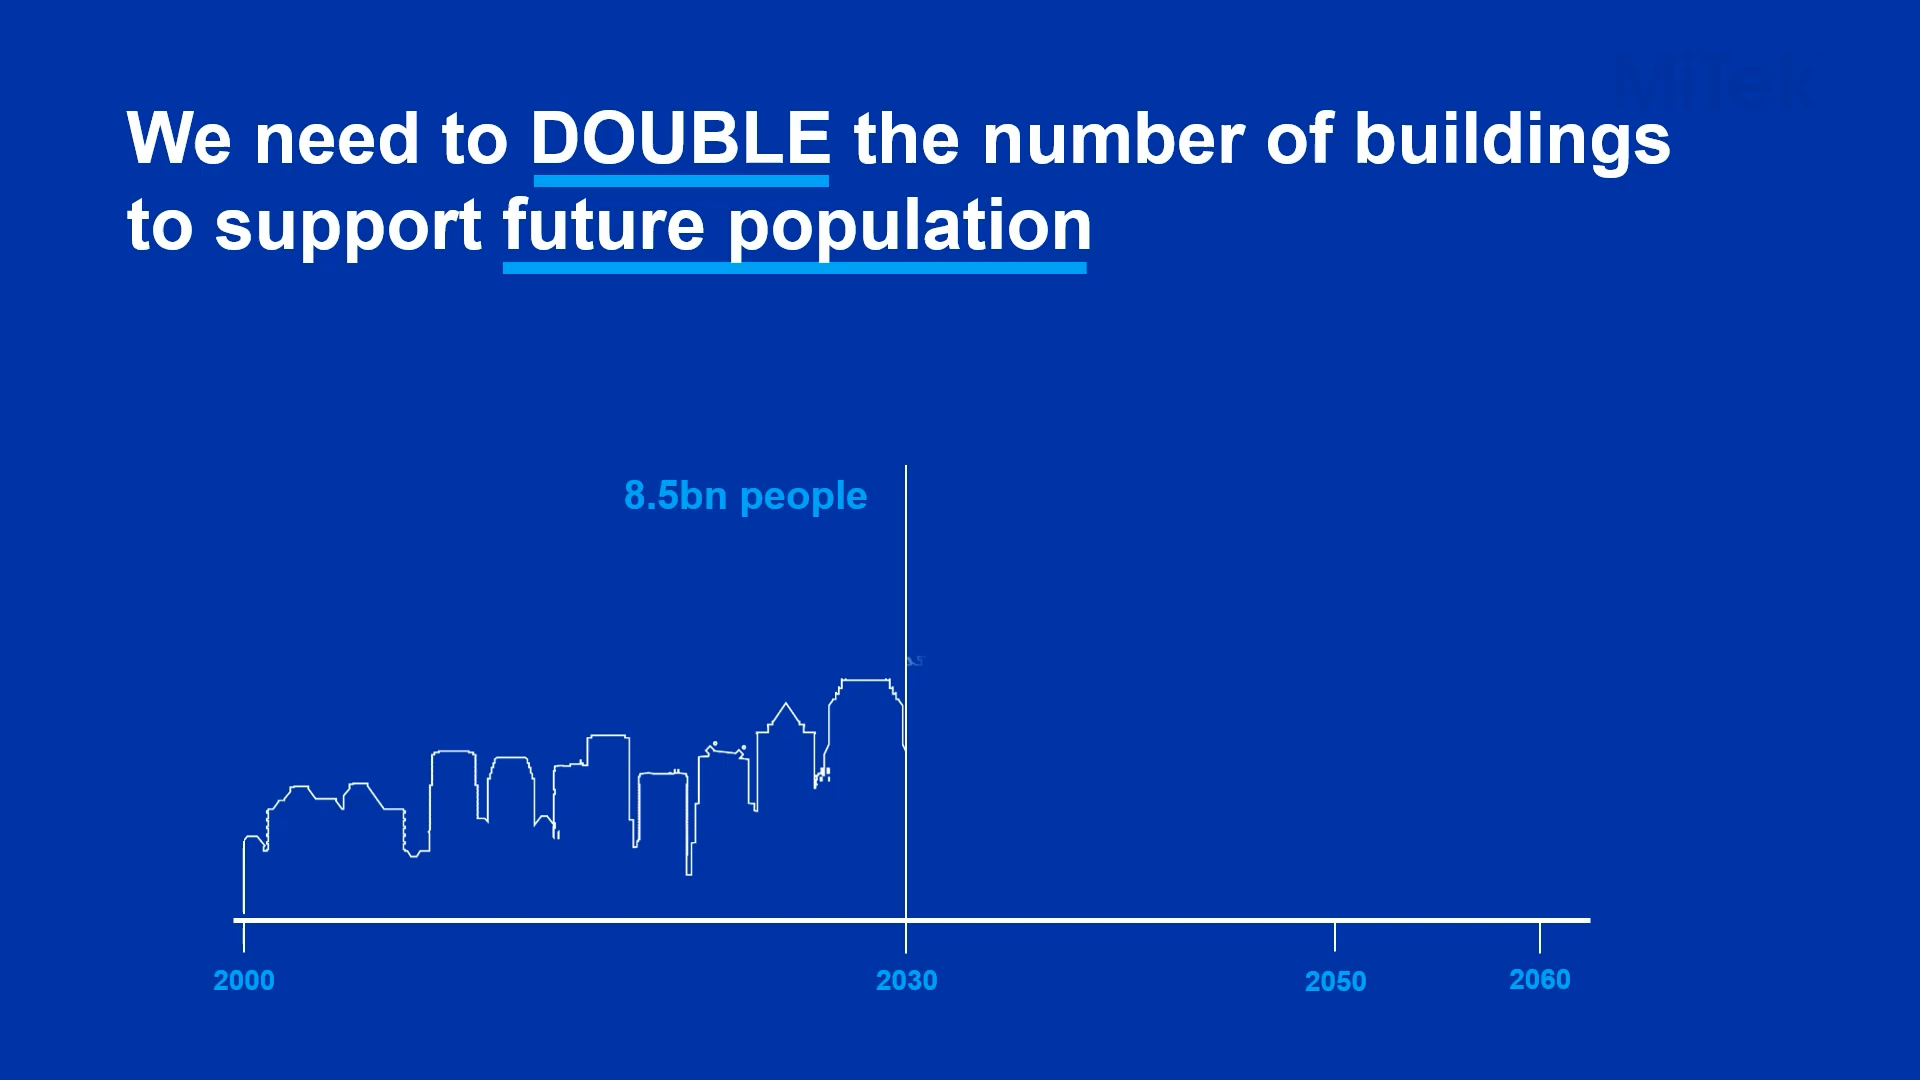 MiTek
We need to DOUBLE the number of buildings
to support future population
8.5bn people
2000
2030
2050
2060